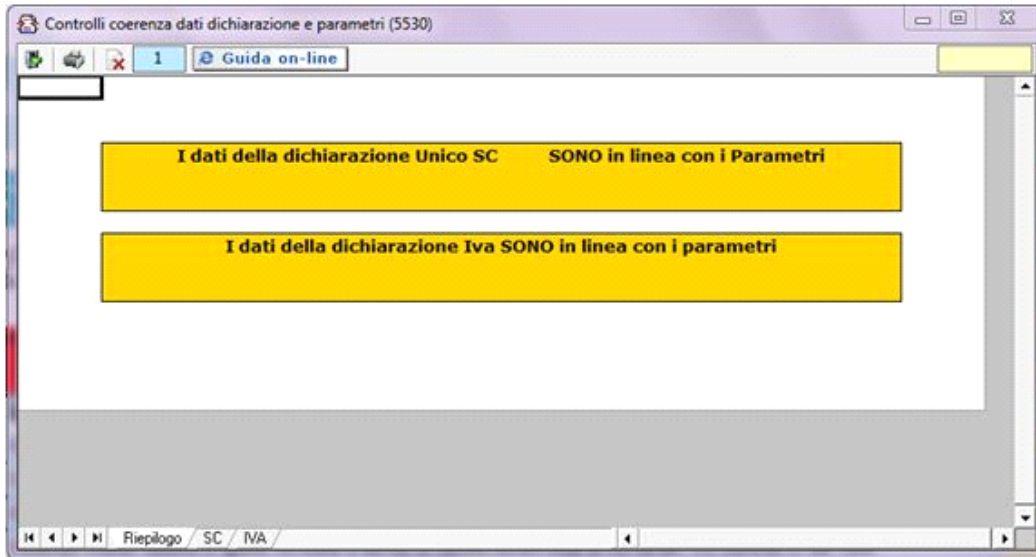 Controlli coerenza dati dichiarazione e parametri (5530)
1 Guida on-line
I dati della dichiarazione Unico SC SONO in linea con i Parametri
I dati della dichiarazione Iva SONO in linea con i parametri
Riepilogo / SC / IVA /